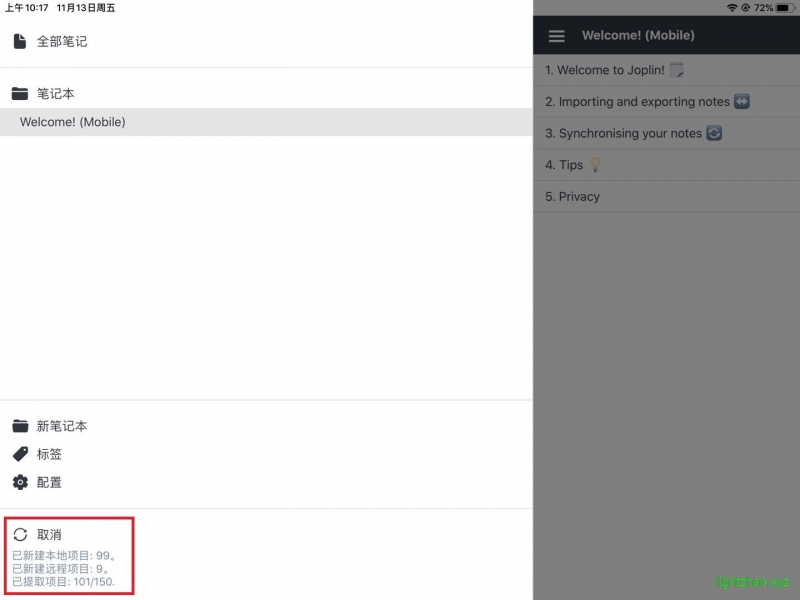 上午10:17 11月13日周五
72%
全部笔记
笔记本
Welcome! (Mobile)
新笔记本
标签
配置
取消
已新建本地项目: 99。
已新建远程项目: 9。
已提取项目: 101/150.
Welcome! (Mobile)
1. Welcome to Joplin!
2. Importing and exporting notes
3. Synchronising your notes
4. Tips
5. Privacy